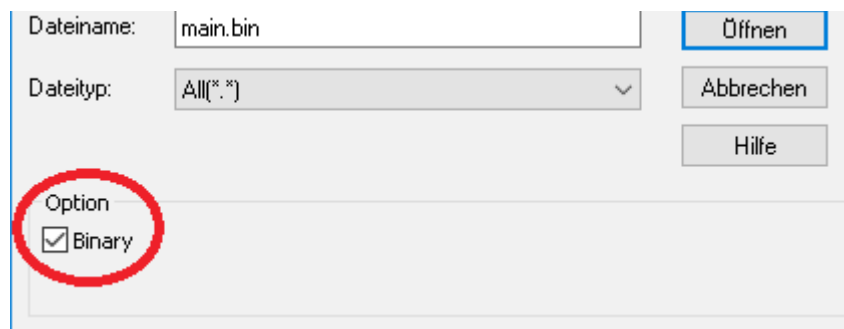 Dateiname: main.bin Öffnen
Dateityp: All(*.*) Abbrechen
Hilfe
Option
Binary